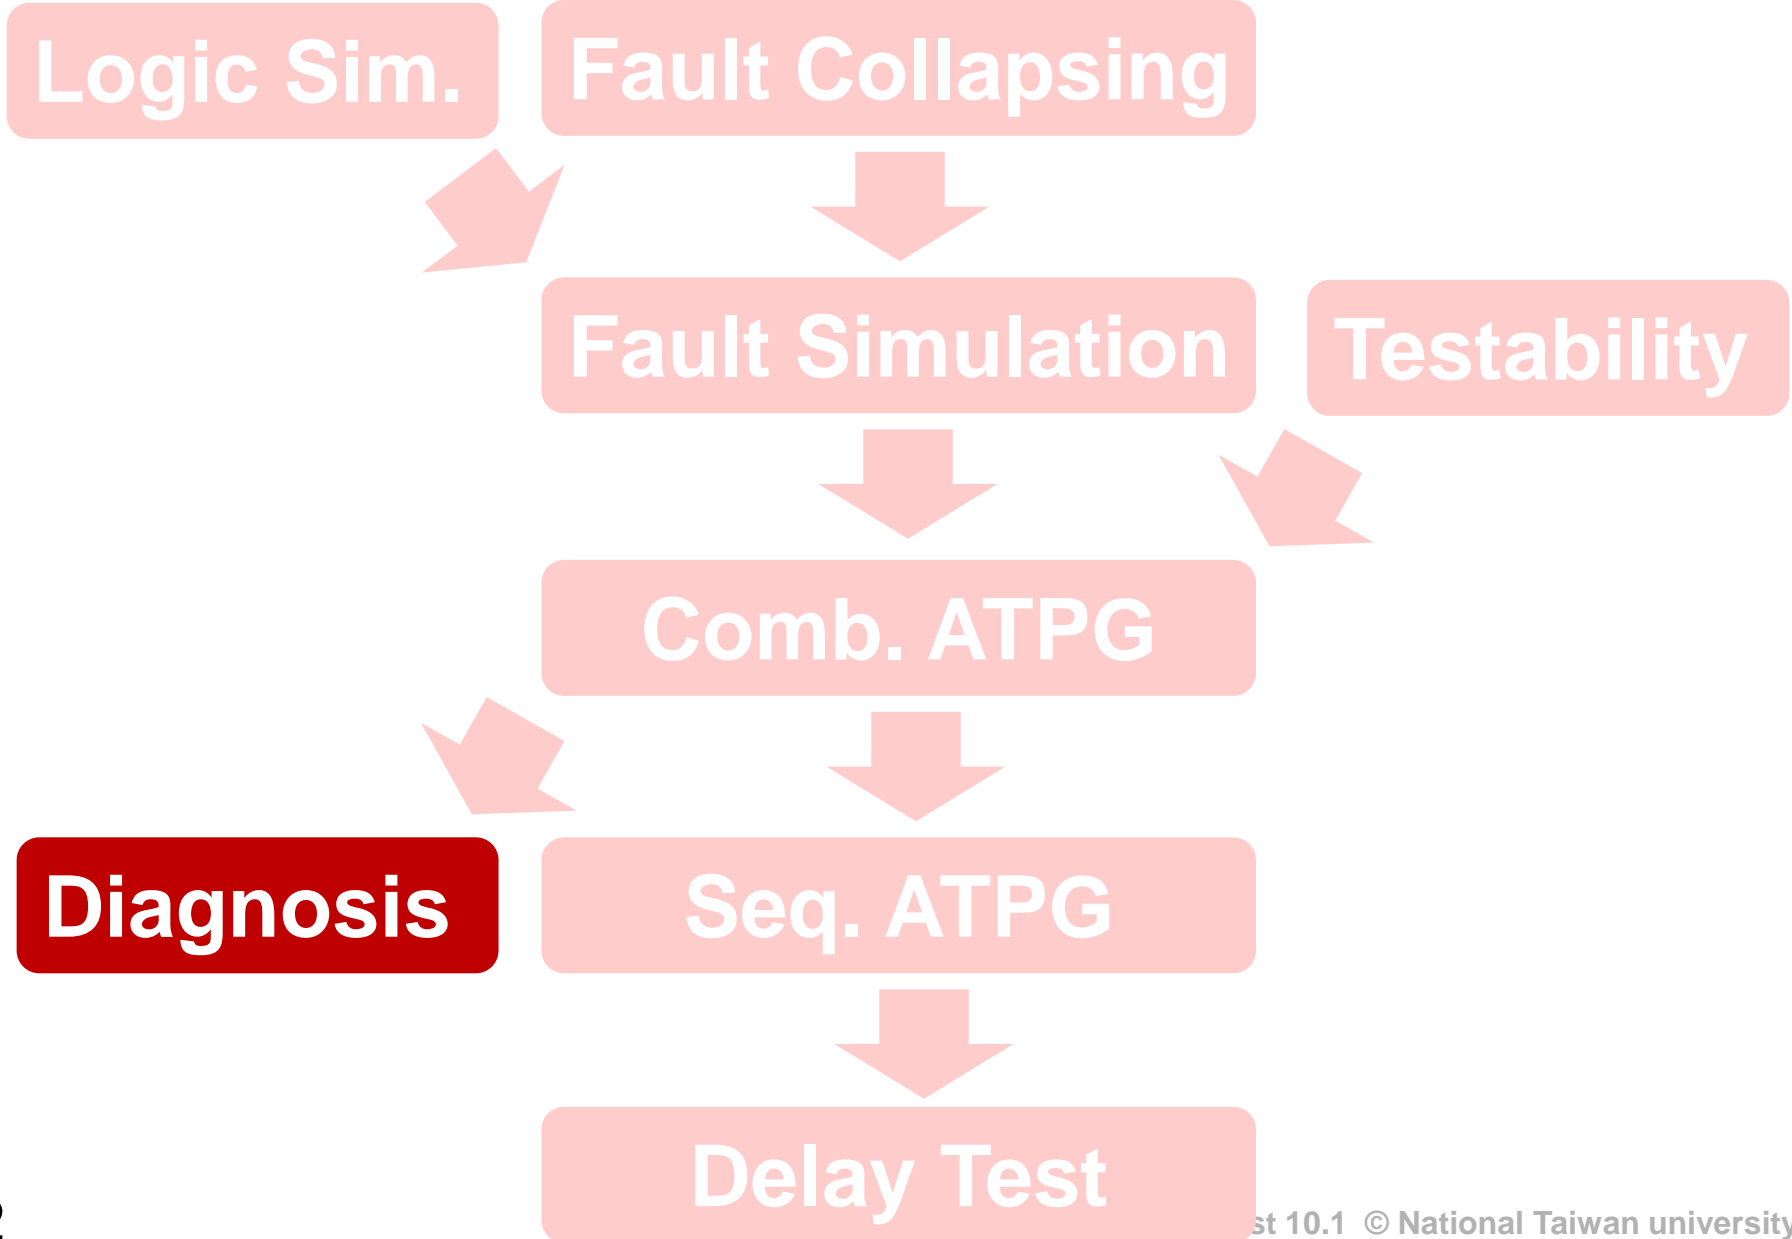 Logic Sim.
Fault Collapsing
Fault Simulation
Testability
Comb. ATPG
Diagnosis
Seq. ATPG
Delay Test
10.1 © National Taiwan university